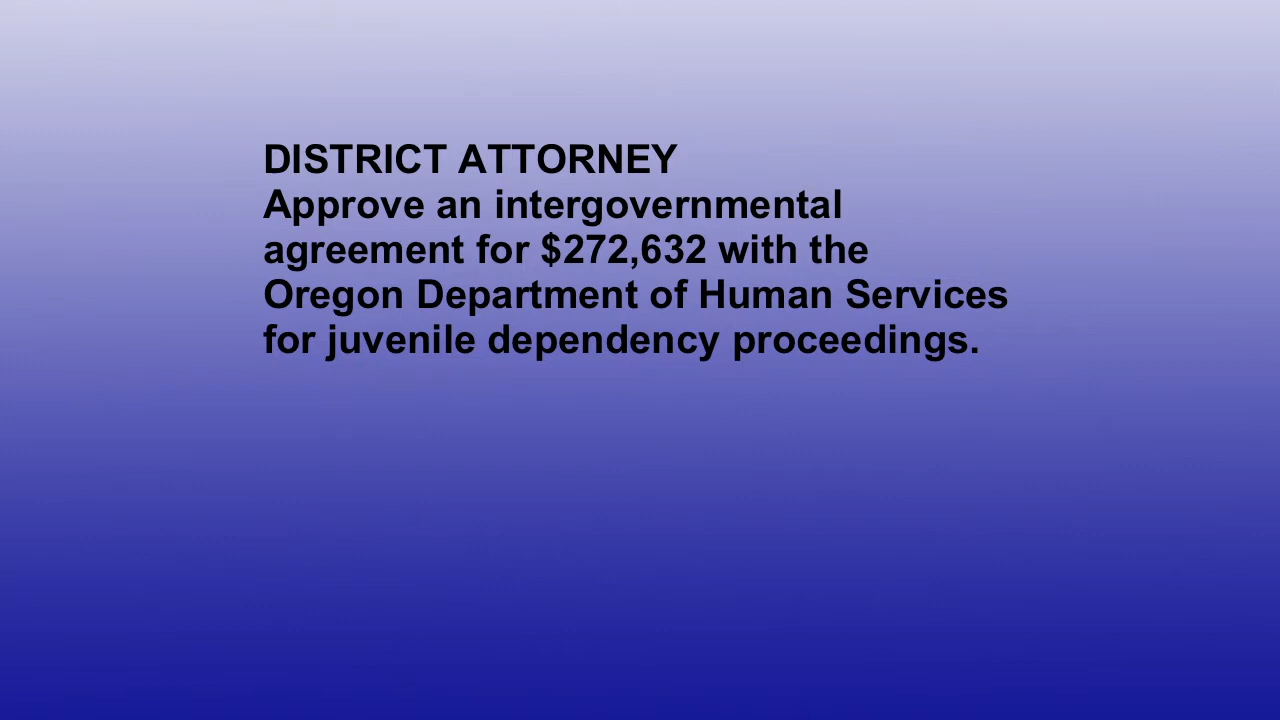 DISTRICT ATTORNEY
Approve an intergovernmental
agreement for $272,632 with the
Oregon Department of Human Services
for juvenile dependency proceedings.